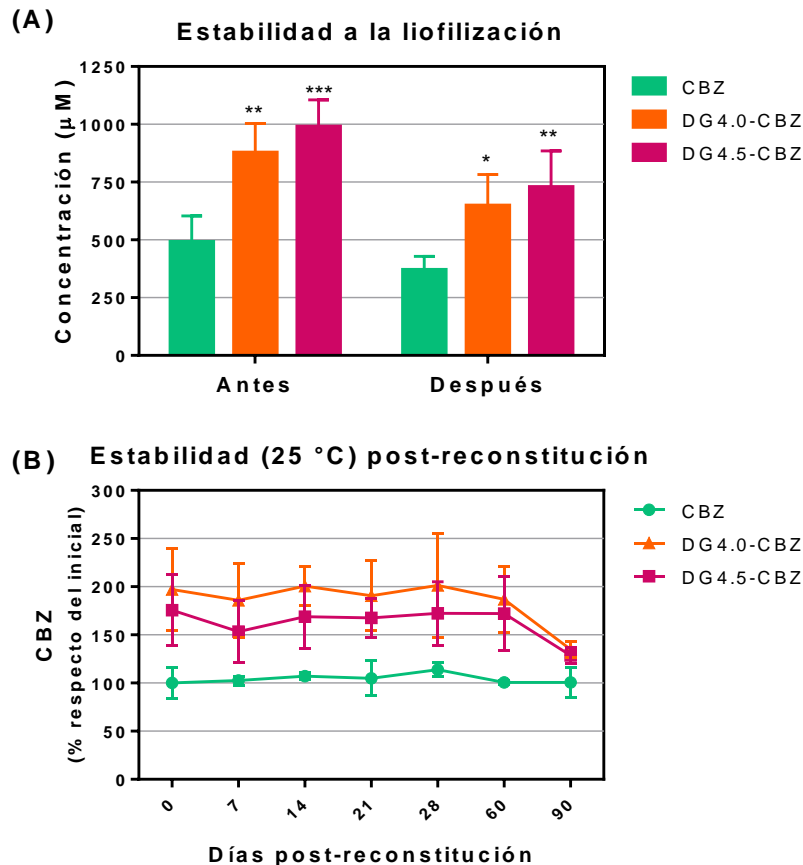 (A)
Estabilidad a la liofilización
Concentración (µM)
1250
1000
750
500
250
0
**
***
*
**
Antes
Después
CBZ
DG4.0-CBZ
DG4.5-CBZ
(B)
Estabilidad (25 °C) post-reconstitución
CBZ
(% respecto del inicial)
300
250
200
150
100
50
0
0
7
14
21
28
60
90
Días post-reconstitución
CBZ
DG4.0-CBZ
DG4.5-CBZ